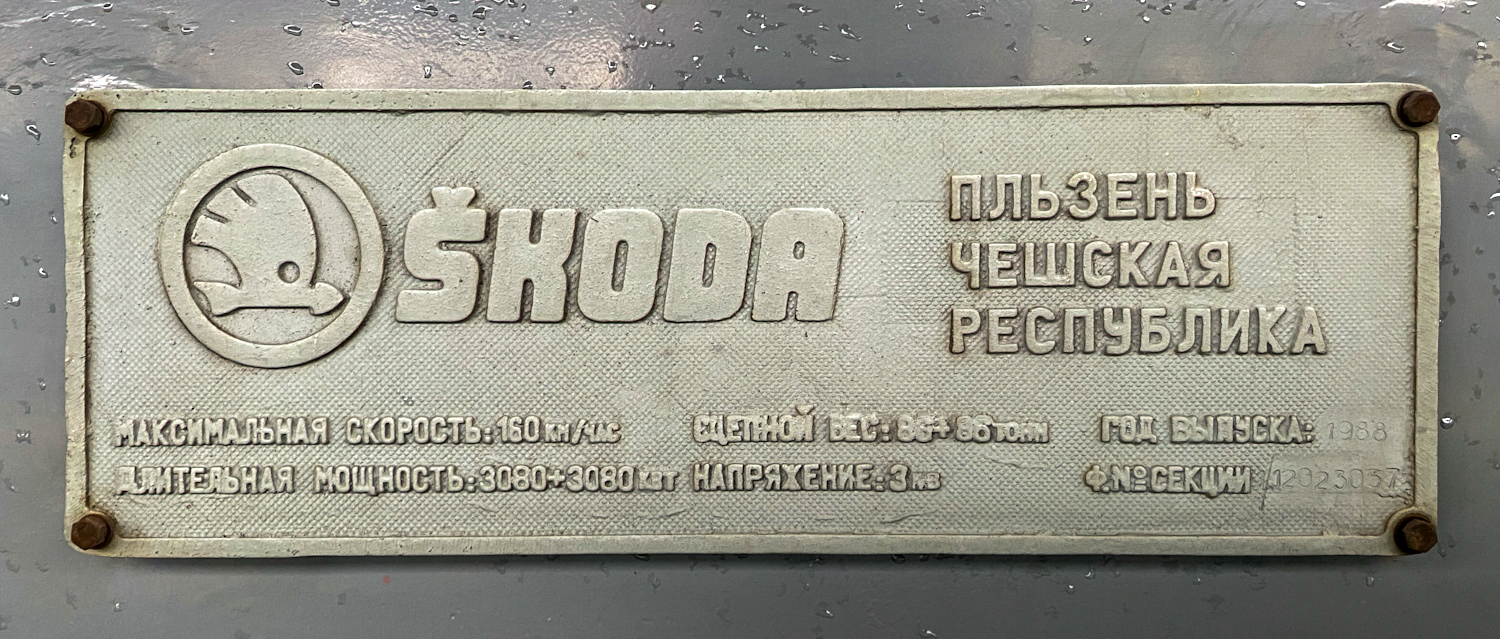 ŠKODA
ПЛЬЗЕНЬ
ЧЕШСКАЯ
РЕСПУБЛИКА
МАКСИМАЛЬНАЯ СКОРОСТЬ: 160 км/час СЦЕПНОЙ ВЕС: 86+86 тонн ГОД ВЫПУСКА: 1988
ДЛИТЕЛЬНАЯ МОЩНОСТЬ: 3080+3080 квт НАПРЯЖЕНИЕ: 3 кв Ф.№ СЕКЦИИ